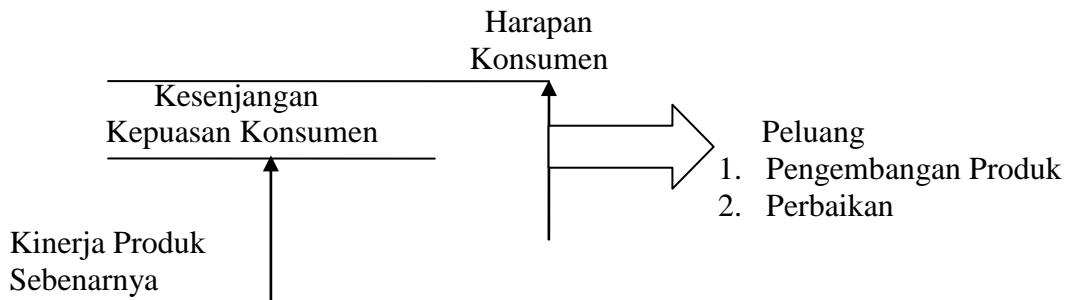 Harapan
Konsumen
Kesenjangan
Kepuasan Konsumen
Peluang
1. Pengembangan Produk
2. Perbaikan
Kinerja Produk
Sebenarnya